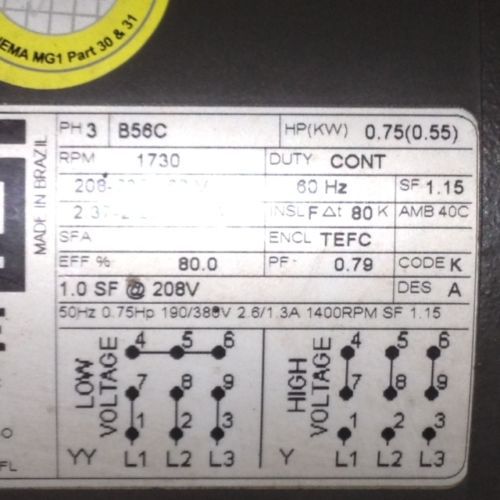 NEMA MG1 Part 30 & 31
MADE IN BRAZIL
PH 3 B56C HP(KW) 0.75(0.55)
RPM 1730 DUTY CONT
208- V 60 Hz SF 1.15
INSL F Δt 80 K AMB 40C
SFA ENCL TEFC
EFF % 80.0 PF 0.79 CODE K
1.0 SF @ 208V DES A
50Hz 0.75Hp 190/380V 2.6/1.3A 1400RPM SF 1.15
LOW VOLTAGE 4 5 6 HIGH VOLTAGE 4 5 6
7 8 9 7 8 9
1 2 3 1 2 3
YY L1 L2 L3 Y L1 L2 L3